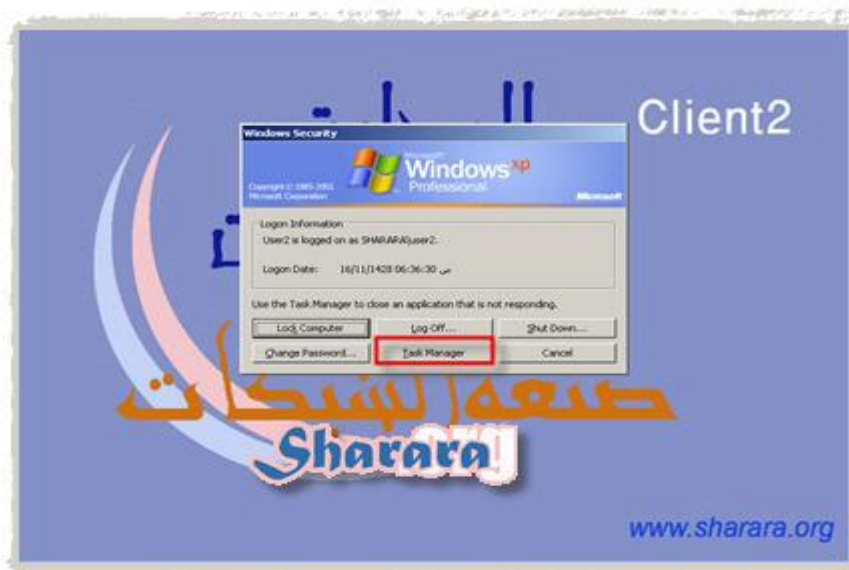 Client2
Windows Security
Microsoft
Windows xp
Professional
Copyright © 1985-2001
Microsoft Corporation
Microsoft
Logon Information
User2 is logged on as SHARARA\user2.
Logon Date: 16/11/1428 06:36:30 ص
Use the Task Manager to close an application that is not responding.
Lock Computer
Log Off...
Shut Down...
Change Password...
Task Manager
Cancel
صنعة الشبكات
Sharara
.org
www.sharara.org